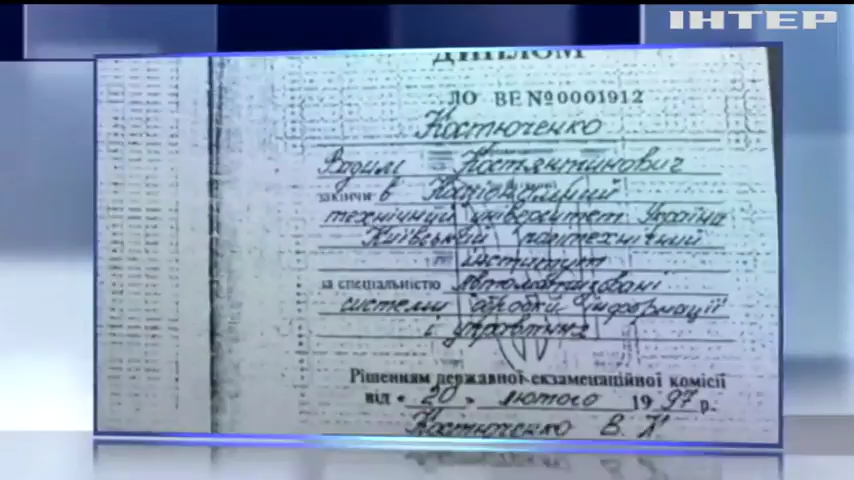 ІНТЕР
ДИПЛОМ
ЛО ВЕ №0001912
Костюченко
Вадим Костянтинович
закінчив Національний
технічний університет України
Київський політехнічний
інститут
за спеціальністю Автоматизовані
системи обробки інформації
і управління
Рішенням державної екзаменаційної комісії
від « 20 » лютого 1997 р.
Костюченко В. К.